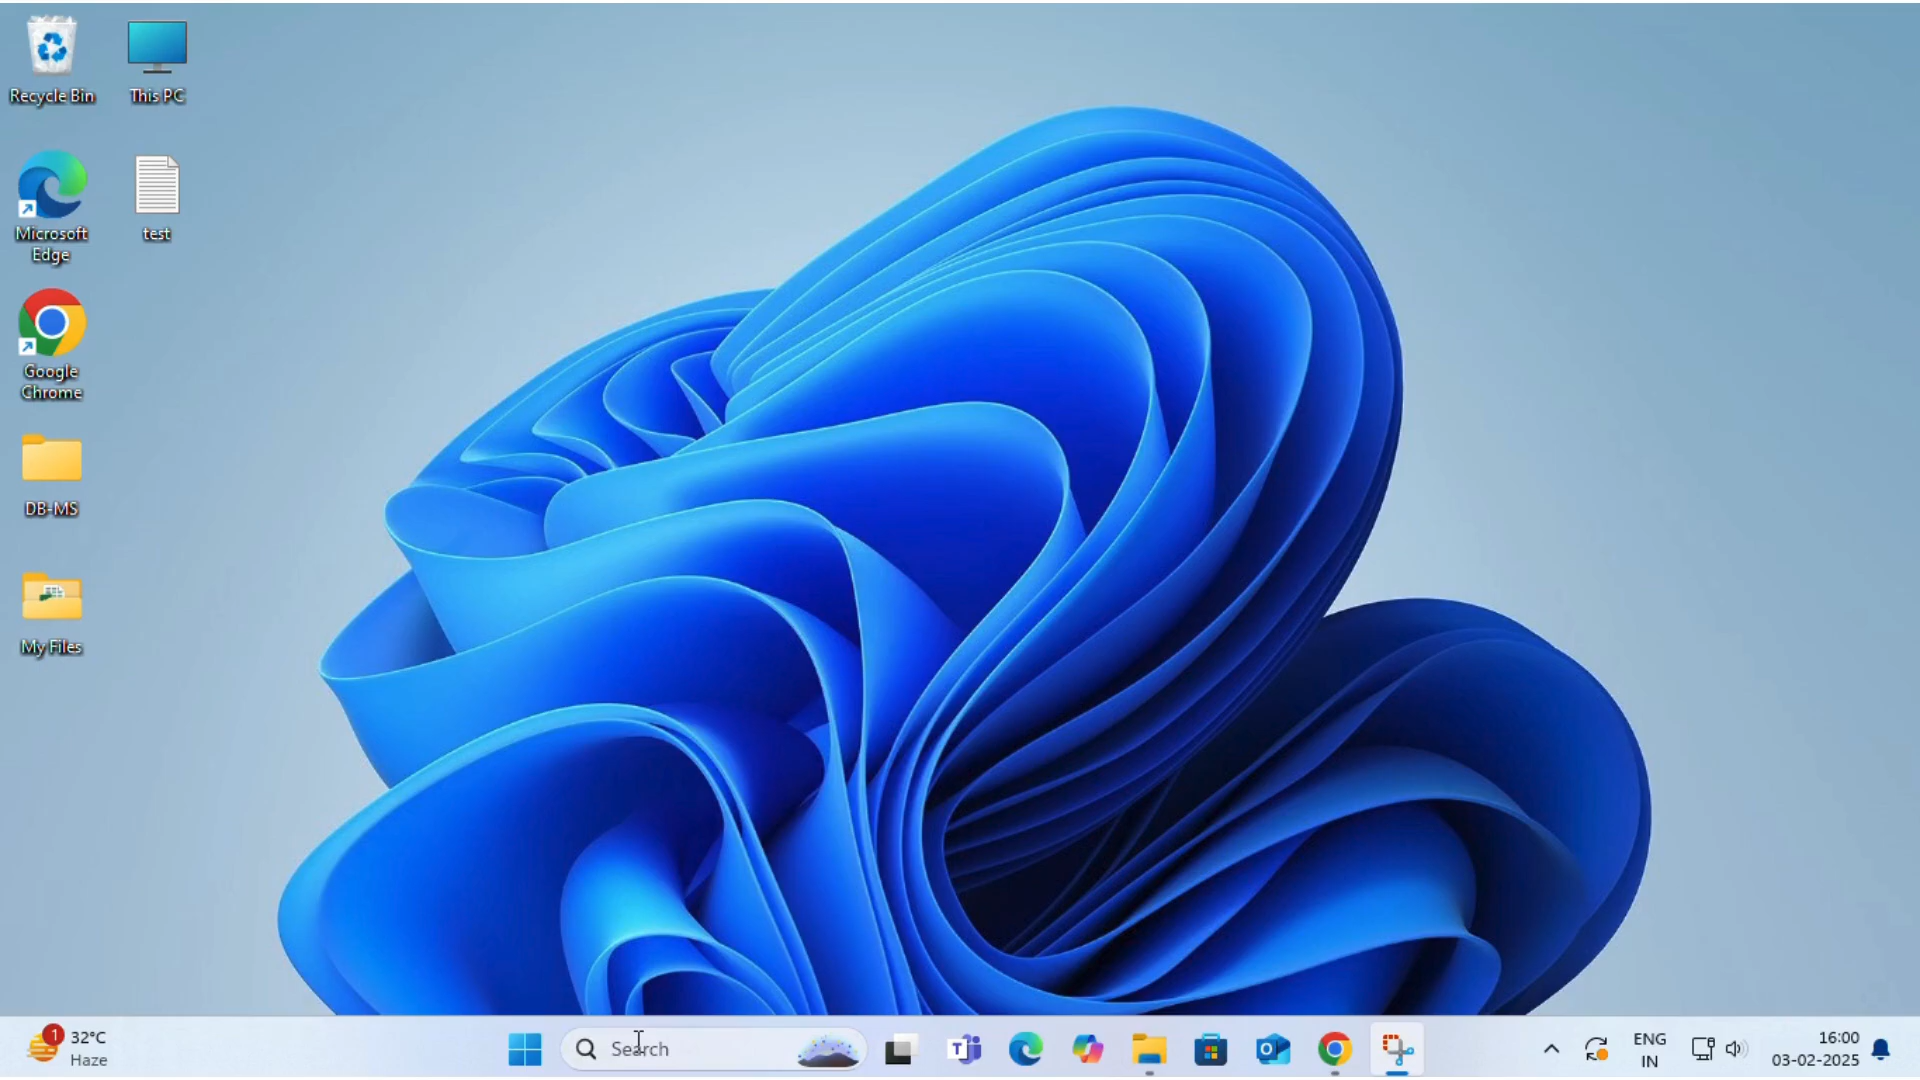 Recycle Bin
This PC
Microsoft
Edge
test
Google
Chrome
DB-MS
My Files
1
32°C
Haze
Search
T
O
ENG
IN
16:00
03-02-2025